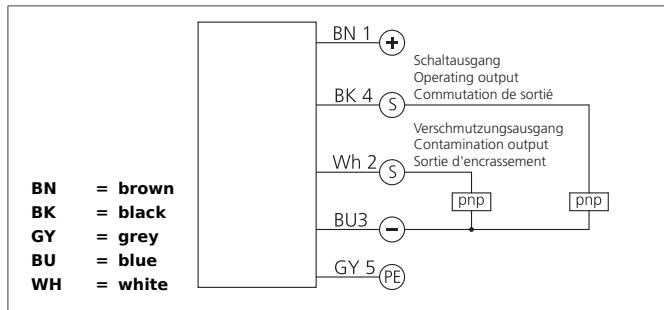 BN 1
+
Schaltausgang
Operating output
Commutation de sortié
BK 4
S
Verschmutzungsausgang
Contamination output
Sortie d'encrassement
Wh 2
S
pnp
pnp
BU3
−
GY 5
PE
BN = brown
BK = black
GY = grey
BU = blue
WH = white